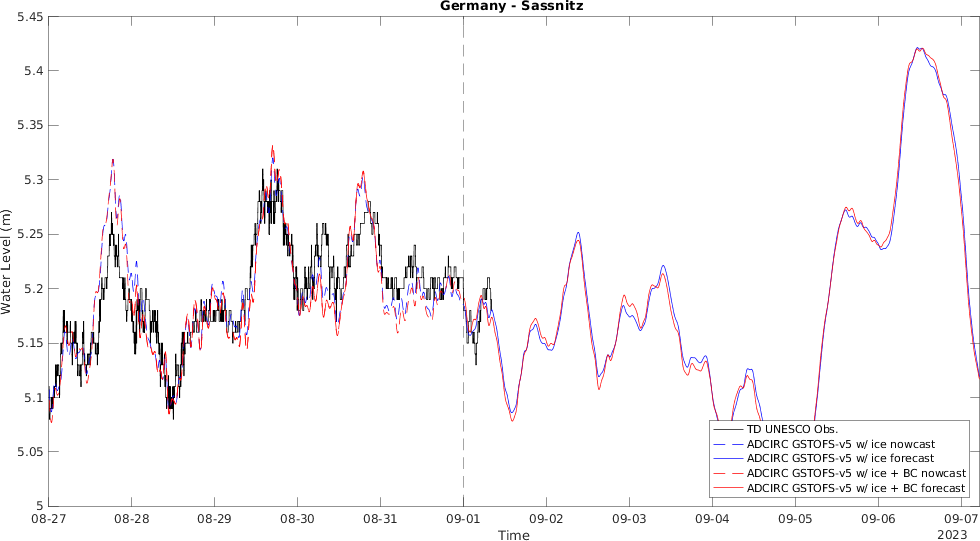 Germany - Sassnitz
5.45
5.4
5.35
5.3
5.25
5.2
5.15
5.1
5.05
5
Water Level (m)
08-27 08-28 08-29 08-30 08-31 09-01 09-02 09-03 09-04 09-05 09-06 09-07
Time
2023
TD UNESCO Obs.
ADCIRC GSTOFS-v5 w/ ice nowcast
ADCIRC GSTOFS-v5 w/ ice forecast
ADCIRC GSTOFS-v5 w/ ice + BC nowcast
ADCIRC GSTOFS-v5 w/ ice + BC forecast